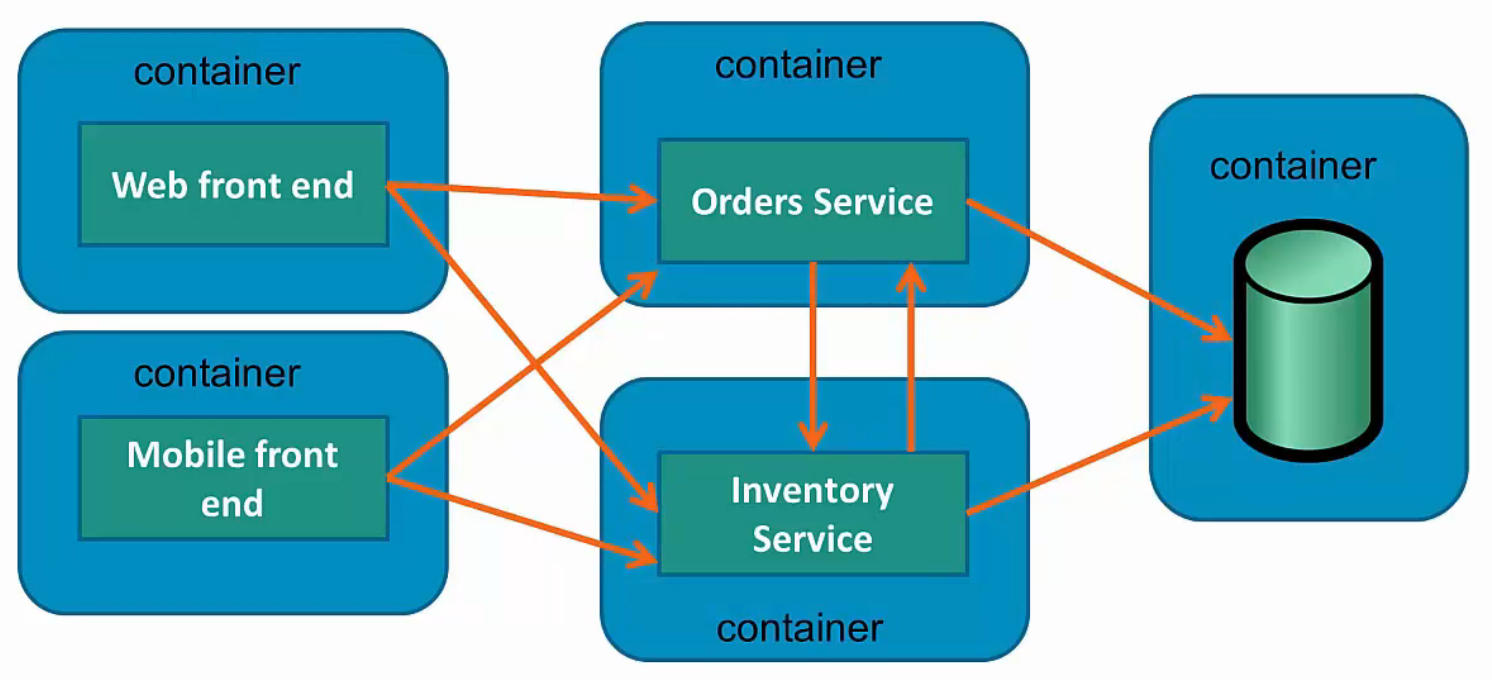 container
Web front end
container
Mobile front
end
container
Orders Service
Inventory
Service
container
container